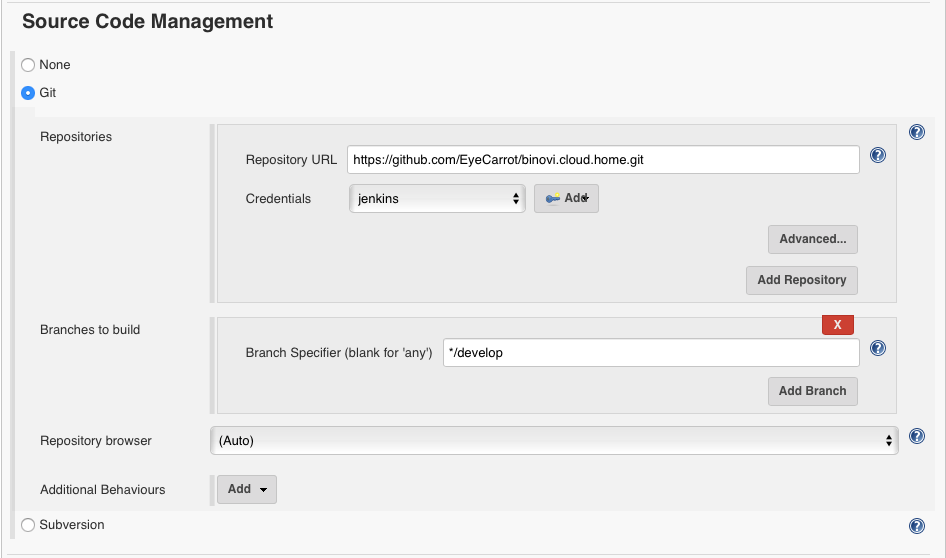 Source Code Management
None
Git
Repositories
Repository URL https://github.com/EyeCarrot/binovi.cloud.home.git
Credentials jenkins Add
Advanced...
Add Repository
Branches to build
X
Branch Specifier (blank for 'any') */develop
Add Branch
Repository browser (Auto)
Additional Behaviours Add
Subversion